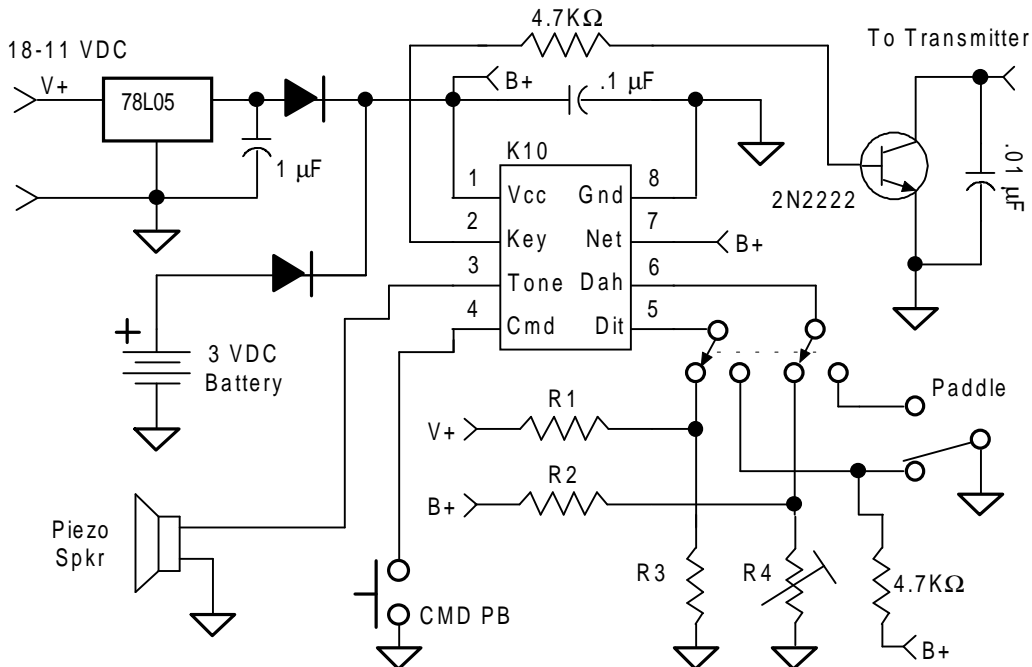 4.7KΩ
18-11 VDC
To Transmitter
V+
78L05
B+
.1 µF
1 µF
K10
1 Vcc Gnd 8
2 Key Net 7
3 Tone Dah 6
4 Cmd Dit 5
B+
2N2222
.01 µF
+
3 VDC
Battery
Paddle
R1
V+
R2
B+
Piezo
Spkr
R3
R4
4.7KΩ
CMD PB
B+